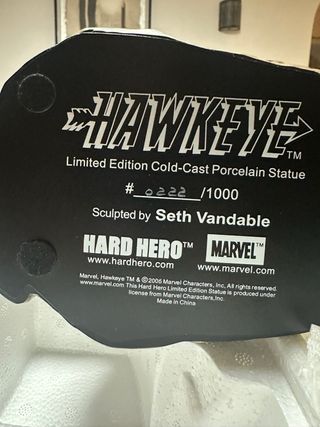 HAWKEYE™
Limited Edition Cold-Cast Porcelain Statue
# 0222 /1000
Sculpted by Seth Vandable
HARD HERO™ MARVEL™
www.hardhero.com www.marvel.com
Marvel, Hawkeye TM & ©2006 Marvel Characters, Inc. All rights reserved.
www.marvel.com This Hard Hero Limited Edition Statue is produced under
license from Marvel Characters, Inc.
Made in China